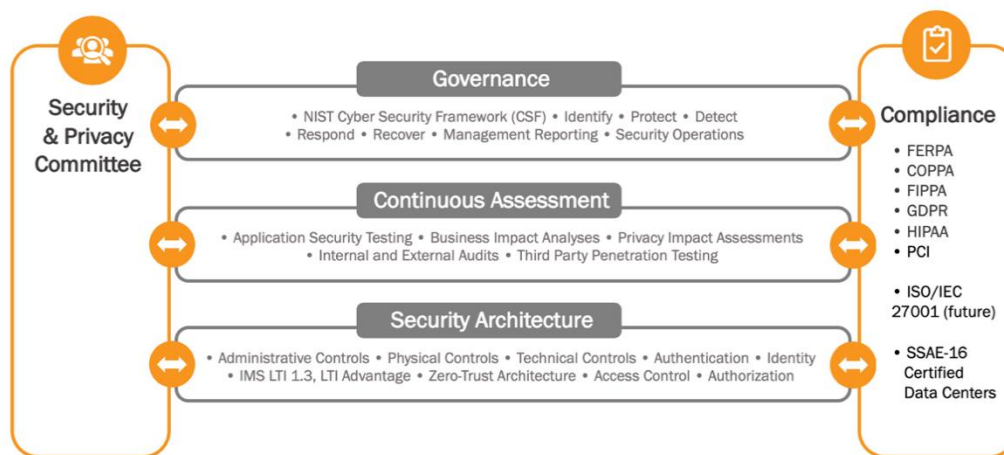 Security
& Privacy
Committee
Governance
• NIST Cyber Security Framework (CSF) • Identify • Protect • Detect
• Respond • Recover • Management Reporting • Security Operations
Continuous Assessment
• Application Security Testing • Business Impact Analyses • Privacy Impact Assessments
• Internal and External Audits • Third Party Penetration Testing
Security Architecture
• Administrative Controls • Physical Controls • Technical Controls • Authentication • Identity
• IMS LTI 1.3, LTI Advantage • Zero-Trust Architecture • Access Control • Authorization
Compliance
• FERPA
• COPPA
• FIPPA
• GDPR
• HIPAA
• PCI
• ISO/IEC
27001 (future)
• SSAE-16
Certified
Data Centers